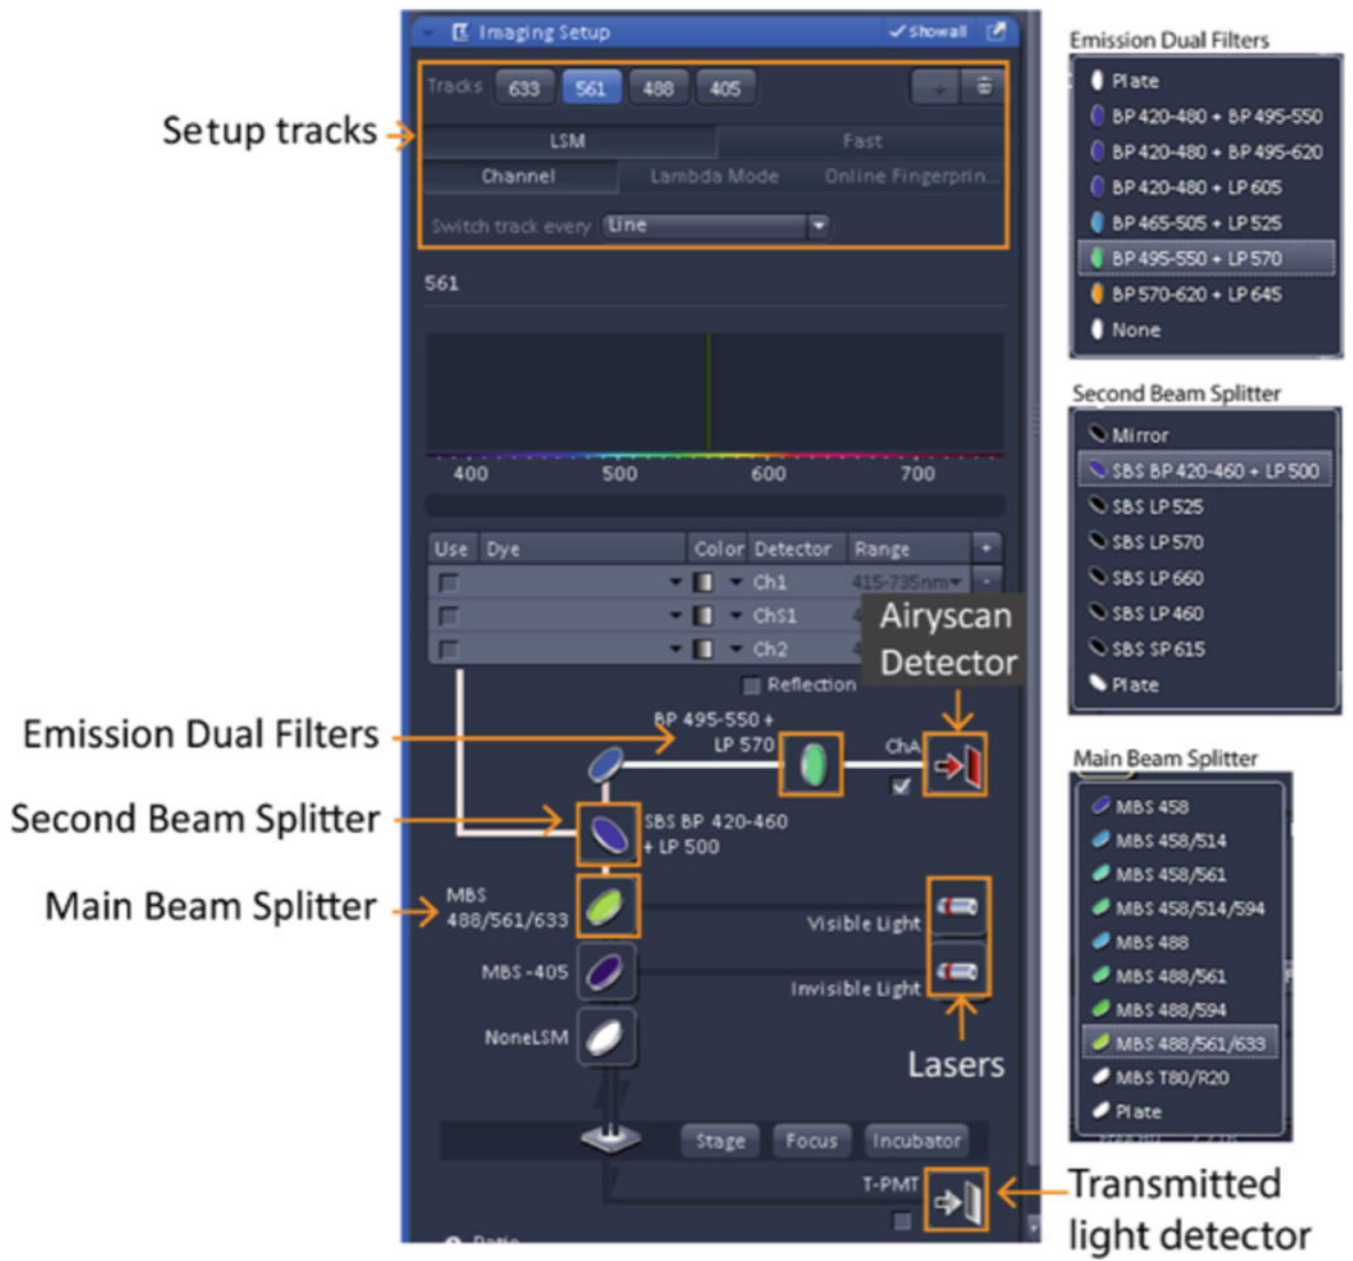 Imaging Setup
Show all
Tracks 633 561 488 405
LSM Fast
Channel Lambda Mode Online Fingerprin...
Switch track every Line
Setup tracks
561
400 500 600 700
Use Dye Color Detector Range +
Ch1 415-735nm -
ChS1
Ch2
Reflection
Airyscan
Detector
Emission Dual Filters
BP 495-550 +
LP 570
ChA
Second Beam Splitter
SBS BP 420-460
+ LP 500
Main Beam Splitter
MBS
488/561/633
Visible Light
MBS -405
Invisible Light
NoneLSM
Lasers
Stage Focus Incubator
T-PMT
Transmitted
light detector
Emission Dual Filters
Plate
BP 420-480 + BP 495-550
BP 420-480 + BP 495-620
BP 420-480 + LP 605
BP 465-505 + LP 525
BP 495-550 + LP 570
BP 570-620 + LP 645
None
Second Beam Splitter
Mirror
SBS BP 420-460 + LP 500
SBS LP 525
SBS LP 570
SBS LP 660
SBS LP 460
SBS SP 615
Plate
Main Beam Splitter
MBS 458
MBS 458/514
MBS 458/561
MBS 458/514/594
MBS 488
MBS 488/561
MBS 488/594
MBS 488/561/633
MBS T80/R20
Plate